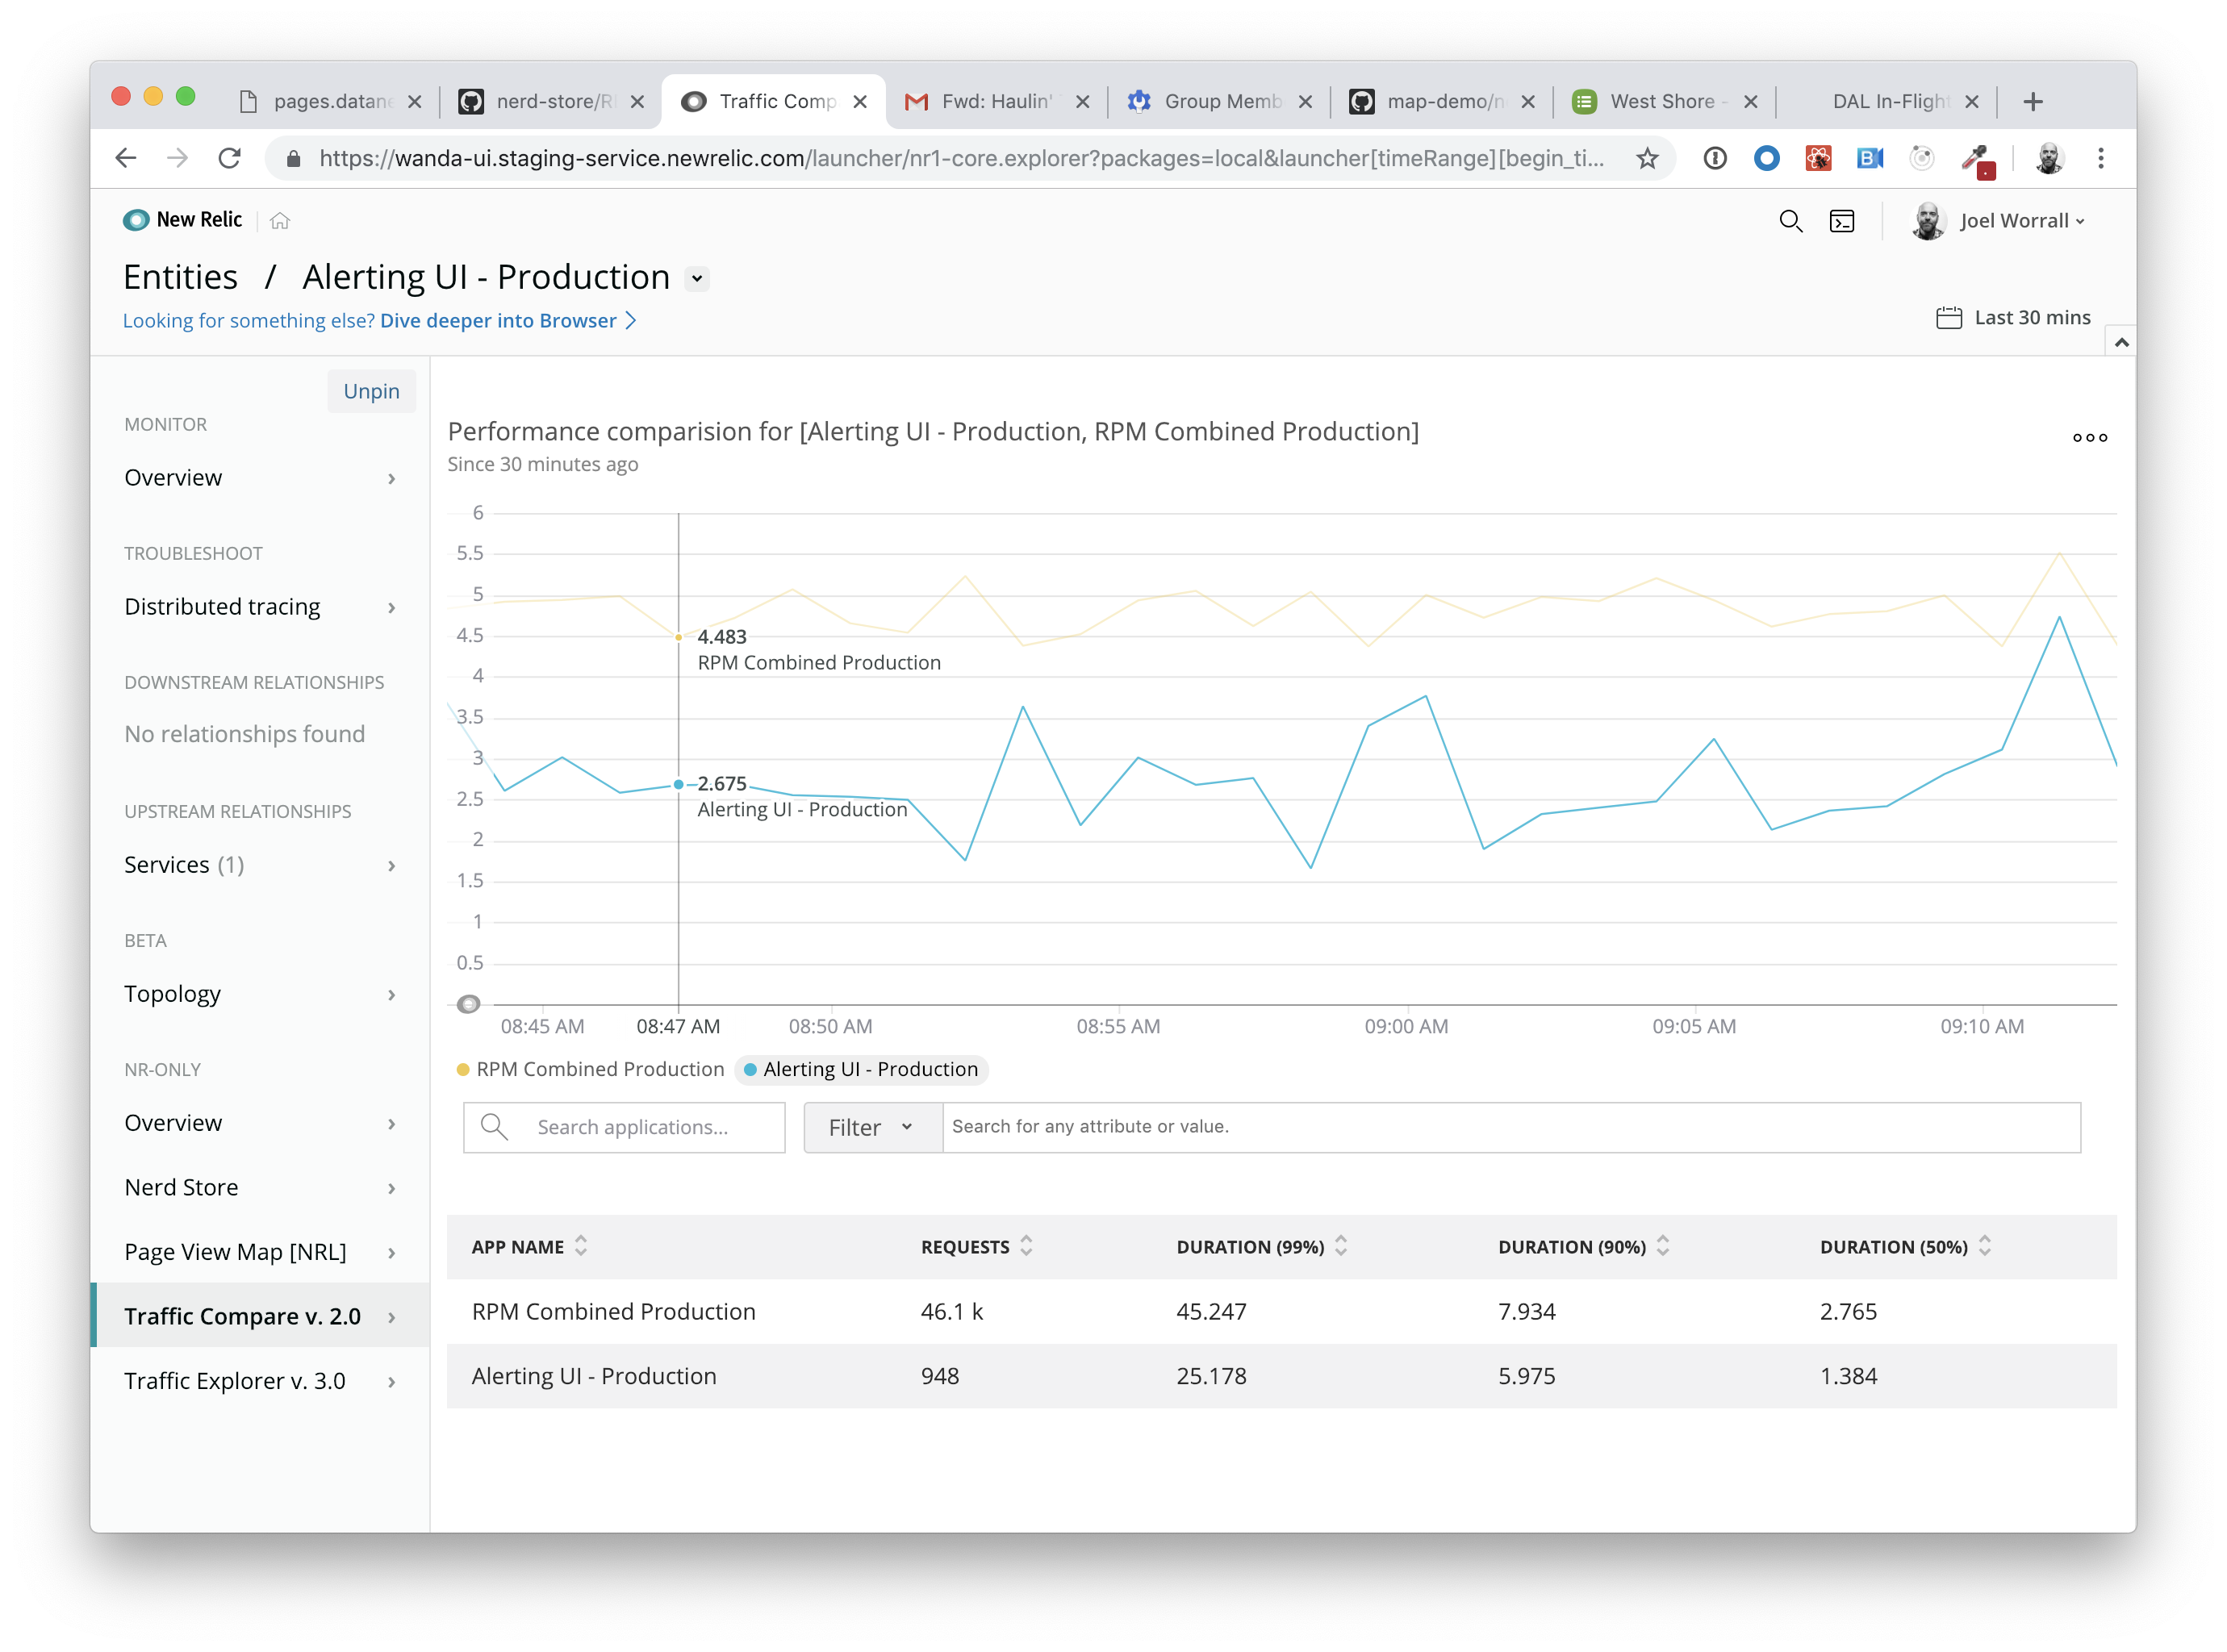 pages.datane
nerd-store/R
Traffic Comp
Fwd: Haulin'
Group Memb
map-demo/n
West Shore -
DAL In-Flight
https://wanda-ui.staging-service.newrelic.com/launcher/nr1-core.explorer?packages=local&launcher[timeRange][begin_ti...
New Relic
Joel Worrall
Entities / Alerting UI - Production
Looking for something else? Dive deeper into Browser
Last 30 mins
Unpin
MONITOR
Overview
TROUBLESHOOT
Distributed tracing
DOWNSTREAM RELATIONSHIPS
No relationships found
UPSTREAM RELATIONSHIPS
Services (1)
BETA
Topology
NR-ONLY
Overview
Nerd Store
Page View Map [NRL]
Traffic Compare v. 2.0
Traffic Explorer v. 3.0
Performance comparision for [Alerting UI - Production, RPM Combined Production]
Since 30 minutes ago
6
5.5
5
4.5
4
3.5
3
2.5
2
1.5
1
0.5
4.483
RPM Combined Production
2.675
Alerting UI - Production
08:45 AM 08:47 AM 08:50 AM 08:55 AM 09:00 AM 09:05 AM 09:10 AM
RPM Combined Production Alerting UI - Production
Search applications... Filter Search for any attribute or value.
APP NAME REQUESTS DURATION (99%) DURATION (90%) DURATION (50%)
RPM Combined Production 46.1 k 45.247 7.934 2.765
Alerting UI - Production 948 25.178 5.975 1.384